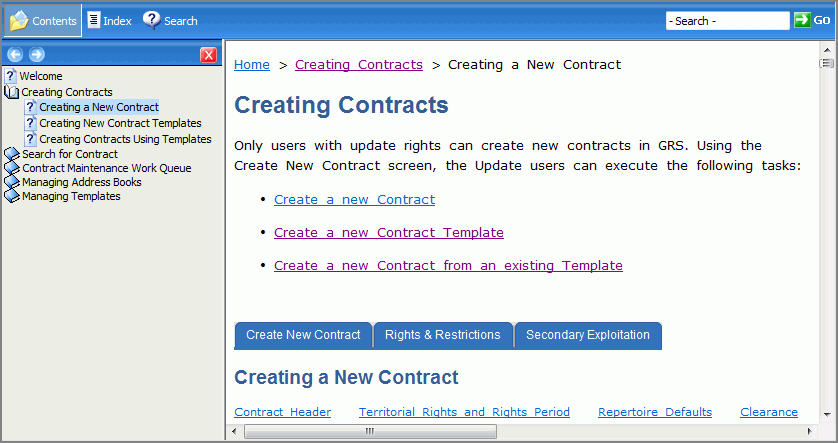 Contents Index Search - Search - GO
Welcome
Creating Contracts
Creating a New Contract
Creating New Contract Templates
Creating Contracts Using Templates
Search for Contract
Contract Maintenance Work Queue
Managing Address Books
Managing Templates
Home > Creating Contracts > Creating a New Contract
Creating Contracts
Only users with update rights can create new contracts in GRS. Using the
Create New Contract screen, the Update users can execute the following tasks:
• Create a new Contract
• Create a new Contract Template
• Create a new Contract from an existing Template
Create New Contract Rights & Restrictions Secondary Exploitation
Creating a New Contract
Contract Header Territorial Rights and Rights Period Repertoire Defaults Clearance